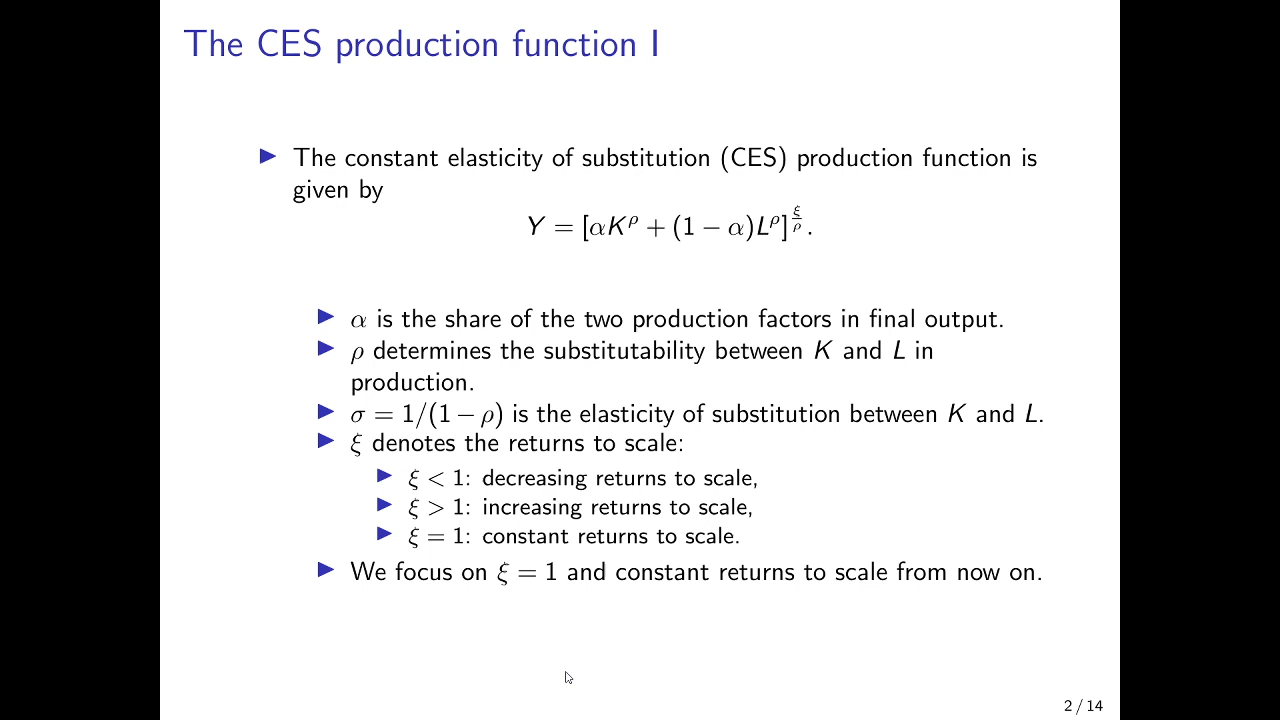 The CES production function I
▶ The constant elasticity of substitution (CES) production function is
given by
Y = [αK^ρ + (1 − α)L^ρ]^{ξ/ρ}.
▶ α is the share of the two production factors in final output.
▶ ρ determines the substitutability between K and L in
production.
▶ σ = 1/(1 − ρ) is the elasticity of substitution between K and L.
▶ ξ denotes the returns to scale:
▶ ξ < 1: decreasing returns to scale,
▶ ξ > 1: increasing returns to scale,
▶ ξ = 1: constant returns to scale.
▶ We focus on ξ = 1 and constant returns to scale from now on.
2 / 14